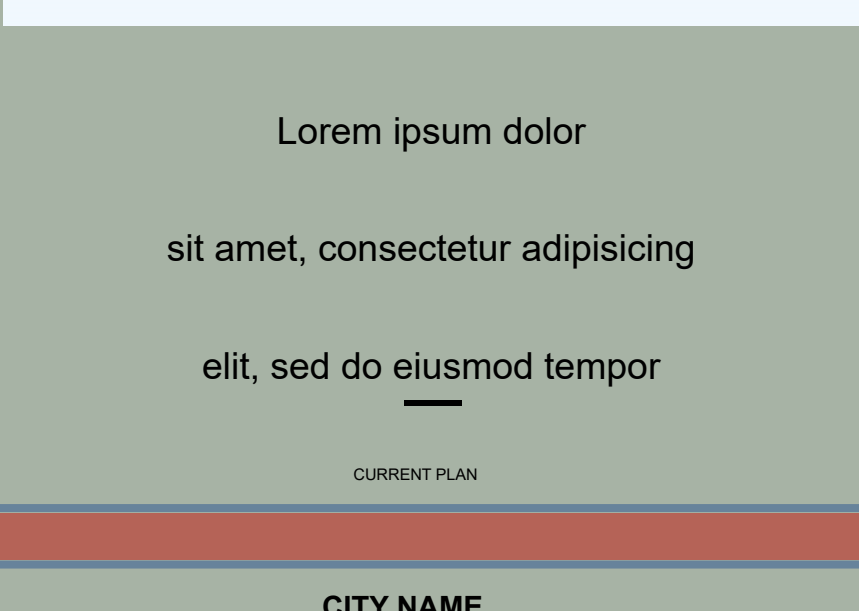 Lorem ipsum dolor
sit amet, consectetur adipisicing
elit, sed do eiusmod tempor
CURRENT PLAN
CITY NAME